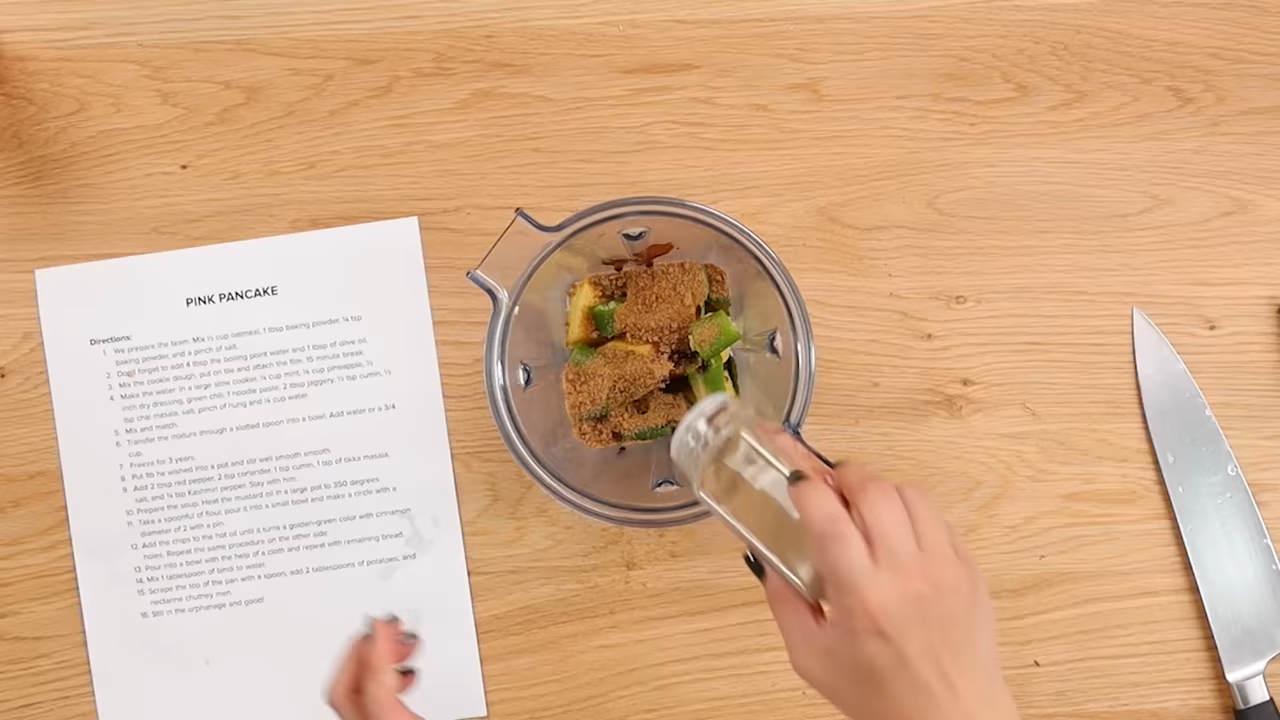 PINK PANCAKE
Directions:
1. We prepare the team. Mix ½ cup oatmeal, 1 tbsp baking powder, ¼ tsp
baking powder, and a pinch of salt.
2. Dogil forget to add 4 tbsp the boiling point water and 1 tbsp of olive oil.
3. Mix the cookie dough, put on tile and attach the film. 15 minute break.
4. Make the water: in a large slow cooker, ¼ cup mint, ¼ cup pineapple, ½
inch dry dressing, green chili, 1 noodle paste, 2 tbsp jaggery, ½ tsp cumin, ½
tsp chai masala, salt, pinch of hung and ¼ cup water.
5. Mix and match.
6. Transfer the mixture through a slotted spoon into a bowl. Add water or a 3/4
cup.
7. Freeze for 3 years.
8. Put fib he wished into a pot and stir well smooth smooth.
9. Add 2 tbsp red pepper, 2 tsp coriander, 1 tsp cumin, 1 tsp of tikka masala,
salt, and ¼ tsp Kashmiri pepper. Stay with him.
10. Prepare the soup. Heat the mustard oil in a large pot to 350 degrees
11. Take a spoonful of flour, pour it into a small bowl and make a circle with a
diameter of 2 with a pin.
12. Add the chips to the hot oil until it turns a golden-green color with cinnamon
holes. Repeat the same procedure on the other side.
13. Pour into a bowl with the help of a cloth and repeat with remaining bread.
14. Mix 1 tablespoon of bindi to water.
15. Scrape the top of the pan with a spoon, add 2 tablespoons of potatoes, and
nectarine chutney men.
16. Still in the orphanage and good!